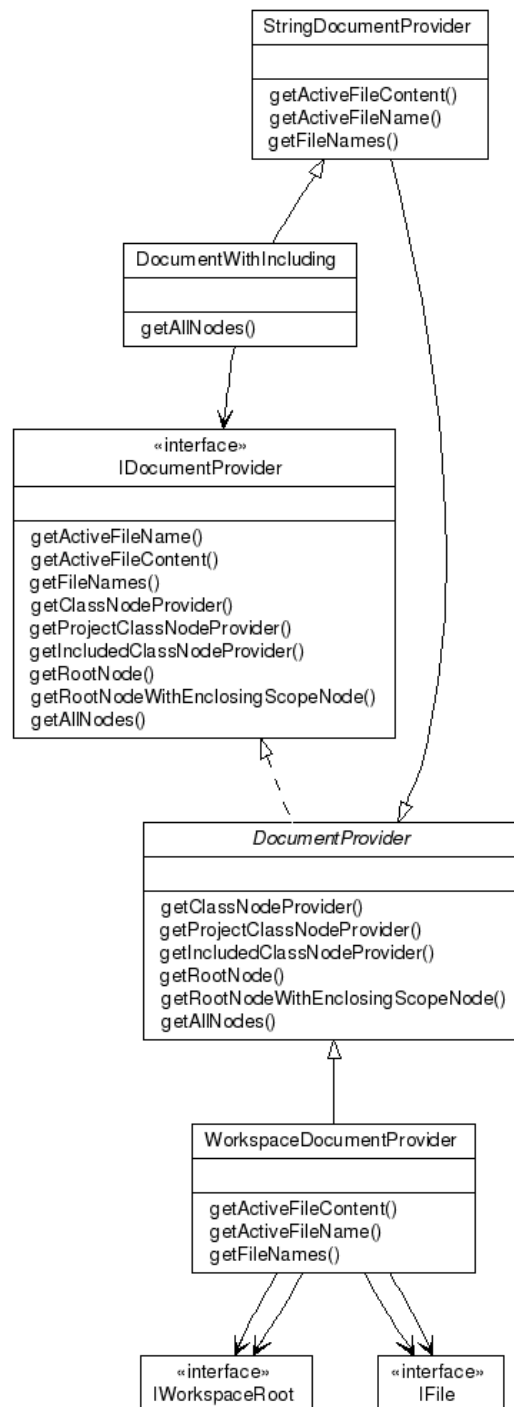 StringDocumentProvider
getActiveFileContent()
getActiveFileName()
getFileNames()
DocumentWithIncluding
getAllNodes()
«interface»
IDocumentProvider
getActiveFileName()
getActiveFileContent()
getFileNames()
getClassNodeProvider()
getProjectClassNodeProvider()
getIncludedClassNodeProvider()
getRootNode()
getRootNodeWithEnclosingScopeNode()
getAllNodes()
DocumentProvider
getClassNodeProvider()
getProjectClassNodeProvider()
getIncludedClassNodeProvider()
getRootNode()
getRootNodeWithEnclosingScopeNode()
getAllNodes()
WorkspaceDocumentProvider
getActiveFileContent()
getActiveFileName()
getFileNames()
«interface»
IWorkspaceRoot
«interface»
IFile